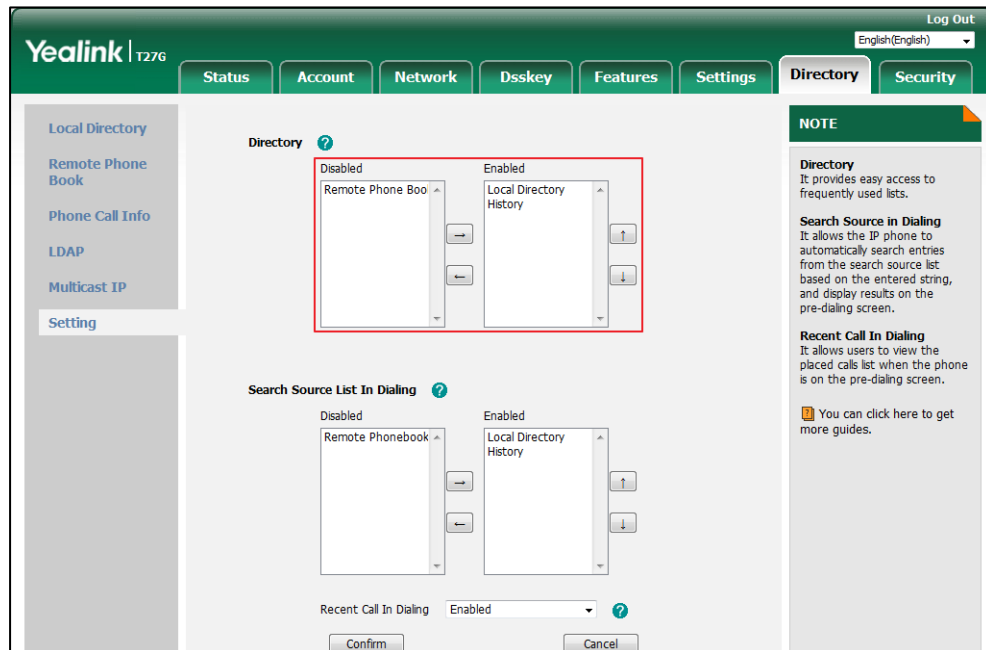 Log Out
Yealink T27G
English(English)
Status Account Network Dsskey Features Settings Directory Security
Local Directory
Remote Phone
Book
Phone Call Info
LDAP
Multicast IP
Setting
Directory ?
Disabled Enabled
Remote Phone Boo
Local Directory
History
→ ↑
← ↓
Search Source List In Dialing ?
Disabled Enabled
Remote Phonebook
Local Directory
History
→ ↑
← ↓
Recent Call In Dialing Enabled ?
Confirm Cancel
NOTE
Directory
It provides easy access to
frequently used lists.
Search Source in Dialing
It allows the IP phone to
automatically search entries
from the search source list
based on the entered string,
and display results on the
pre-dialing screen.
Recent Call In Dialing
It allows users to view the
placed calls list when the phone
is on the pre-dialing screen.
? You can click here to get
more guides.